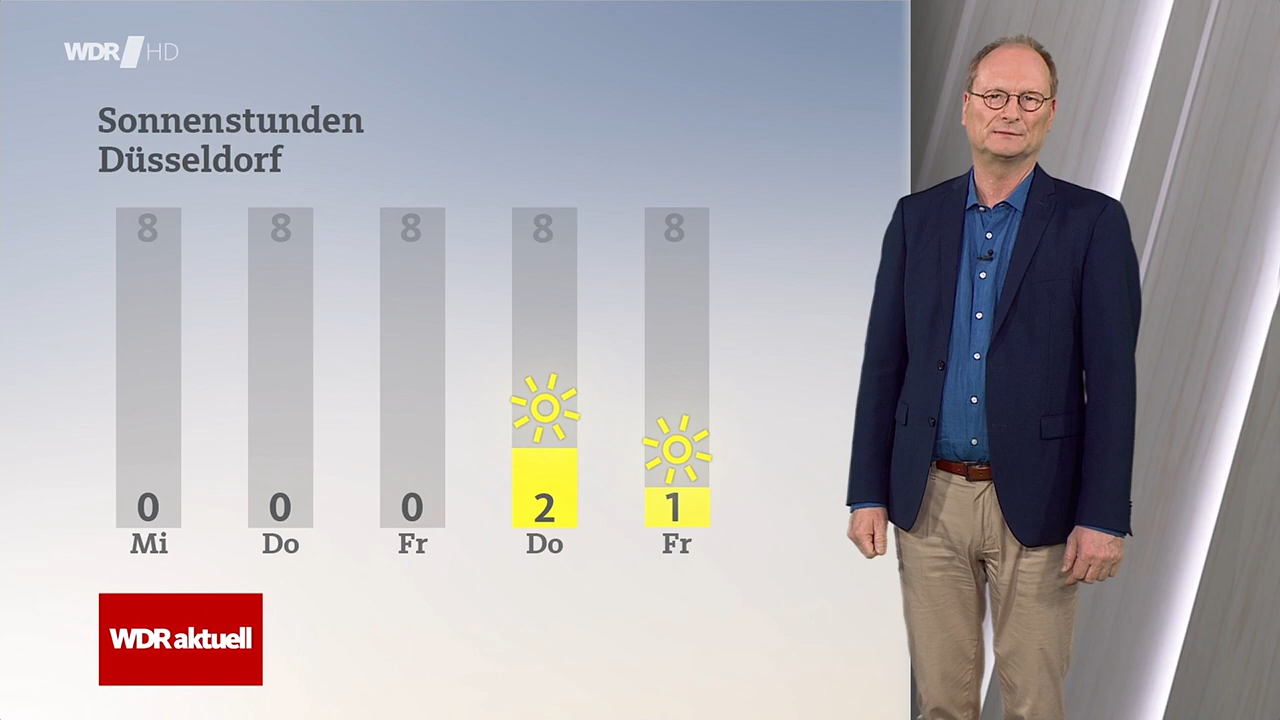 WDR HD
Sonnenstunden
Düsseldorf
8 8 8 8 8
0 0 0 2 1
Mi Do Fr Do Fr
WDR aktuell